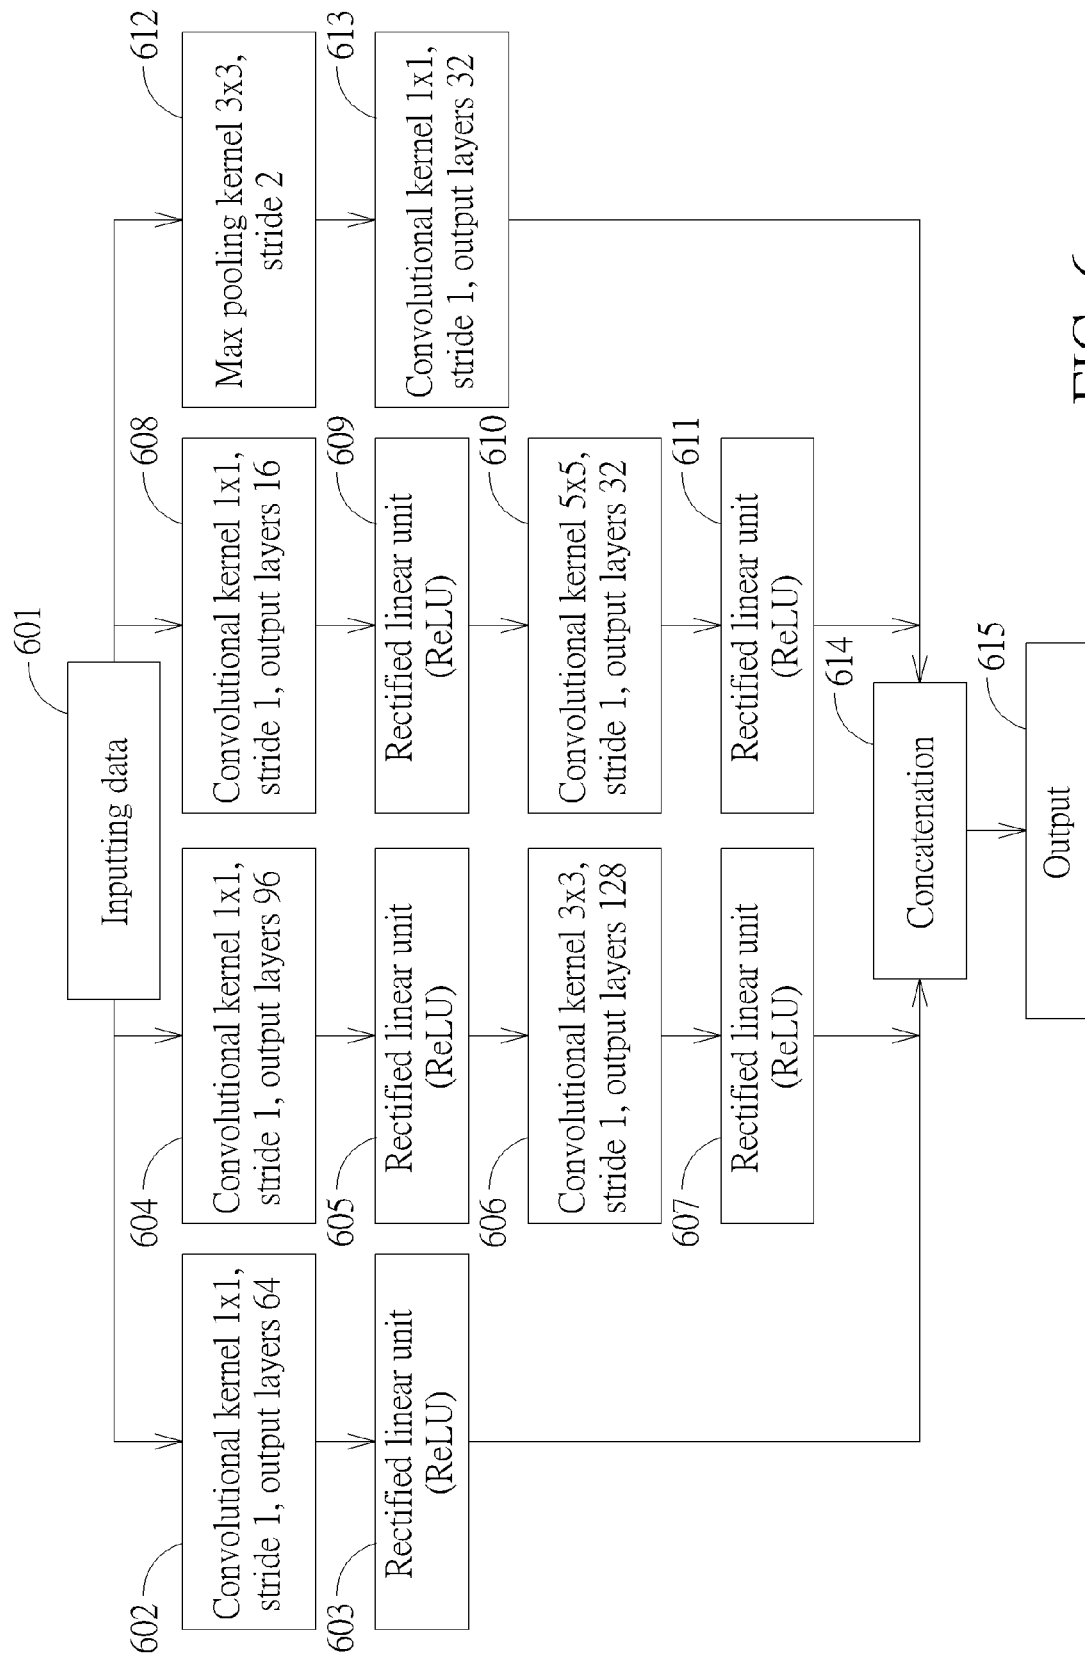 601
Inputting data
602
Convolutional kernel 1x1,
stride 1, output layers 64
603
Rectified linear unit
(ReLU)
604
Convolutional kernel 1x1,
stride 1, output layers 96
605
Rectified linear unit
(ReLU)
606
Convolutional kernel 3x3,
stride 1, output layers 128
607
Rectified linear unit
(ReLU)
608
Convolutional kernel 1x1,
stride 1, output layers 16
609
Rectified linear unit
(ReLU)
610
Convolutional kernel 5x5,
stride 1, output layers 32
611
Rectified linear unit
(ReLU)
612
Max pooling kernel 3x3,
stride 2
613
Convolutional kernel 1x1,
stride 1, output layers 32
614
Concatenation
615
Output